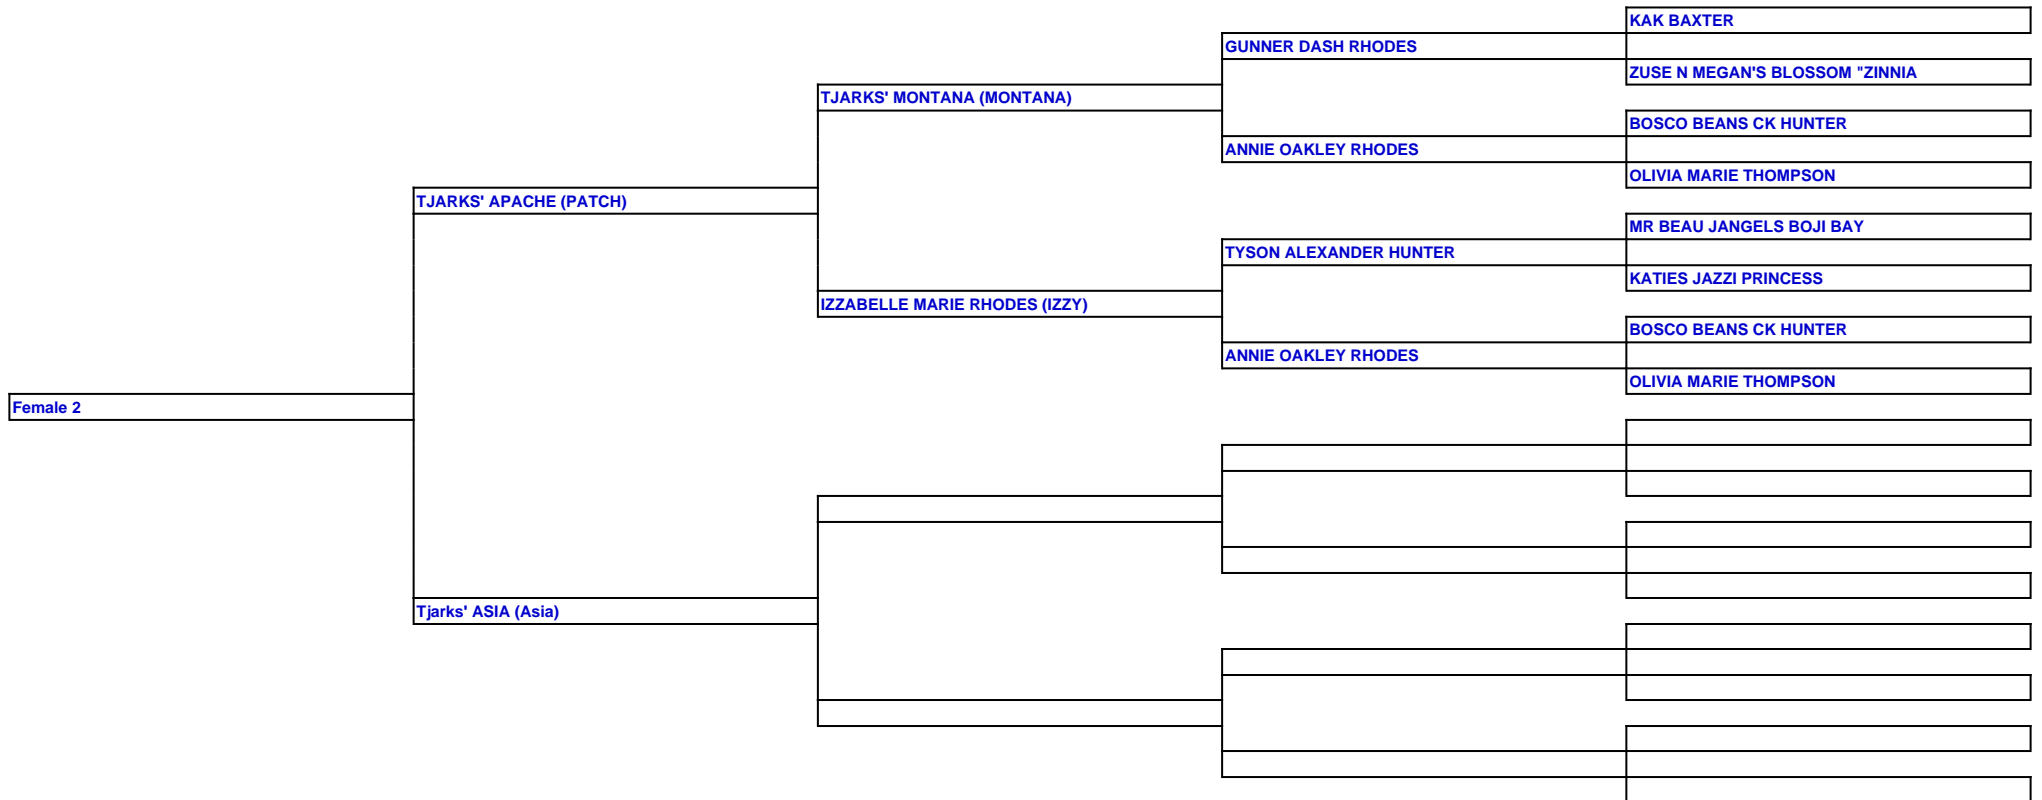 KAK BAXTER
GUNNER DASH RHODES
ZUSE N MEGAN'S BLOSSOM "ZINNIA
TJARKS' MONTANA (MONTANA)
BOSCO BEANS CK HUNTER
ANNIE OAKLEY RHODES
OLIVIA MARIE THOMPSON
TJARKS' APACHE (PATCH)
MR BEAU JANGELS BOJI BAY
TYSON ALEXANDER HUNTER
KATIES JAZZI PRINCESS
IZZABELLE MARIE RHODES (IZZY)
BOSCO BEANS CK HUNTER
ANNIE OAKLEY RHODES
OLIVIA MARIE THOMPSON
Female 2
Tjarks' ASIA (Asia)